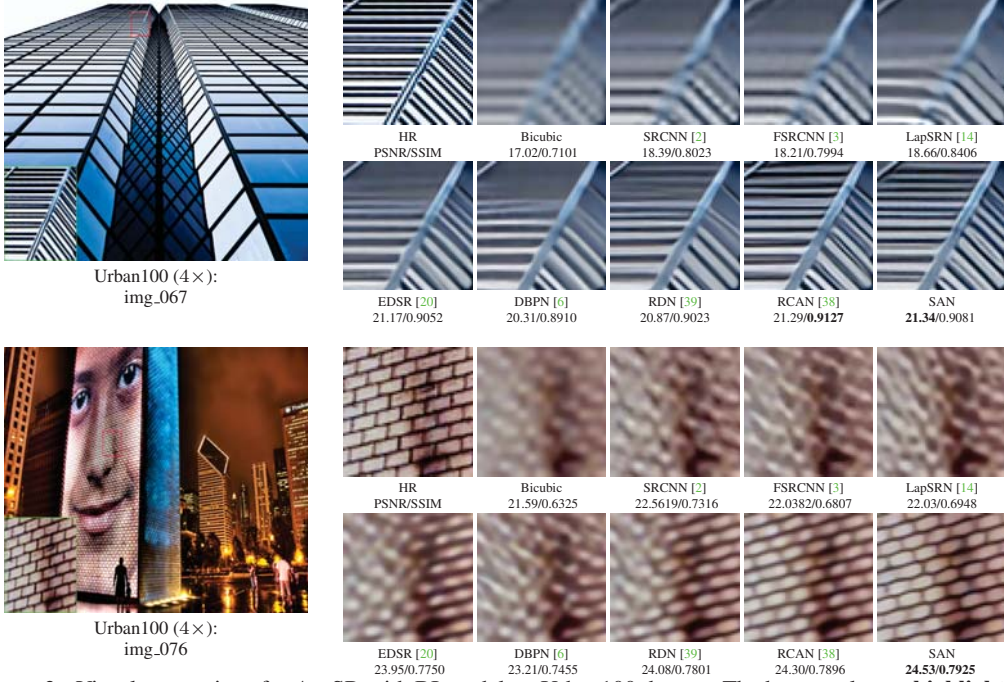 HR
PSNR/SSIM
Bicubic
17.02/0.7101
SRCNN [2]
18.39/0.8023
FSRCNN [3]
18.21/0.7994
LapSRN [14]
18.66/0.8406
Urban100 (4×):
img_067
EDSR [20]
21.17/0.9052
DBPN [6]
20.31/0.8910
RDN [39]
20.87/0.9023
RCAN [38]
21.29/0.9127
SAN
21.34/0.9081
HR
PSNR/SSIM
Bicubic
21.59/0.6325
SRCNN [2]
22.5619/0.7316
FSRCNN [3]
22.0382/0.6807
LapSRN [14]
22.03/0.6948
Urban100 (4×):
img_076
EDSR [20]
23.95/0.7750
DBPN [6]
23.21/0.7455
RDN [39]
24.08/0.7801
RCAN [38]
24.30/0.7896
SAN
24.53/0.7925